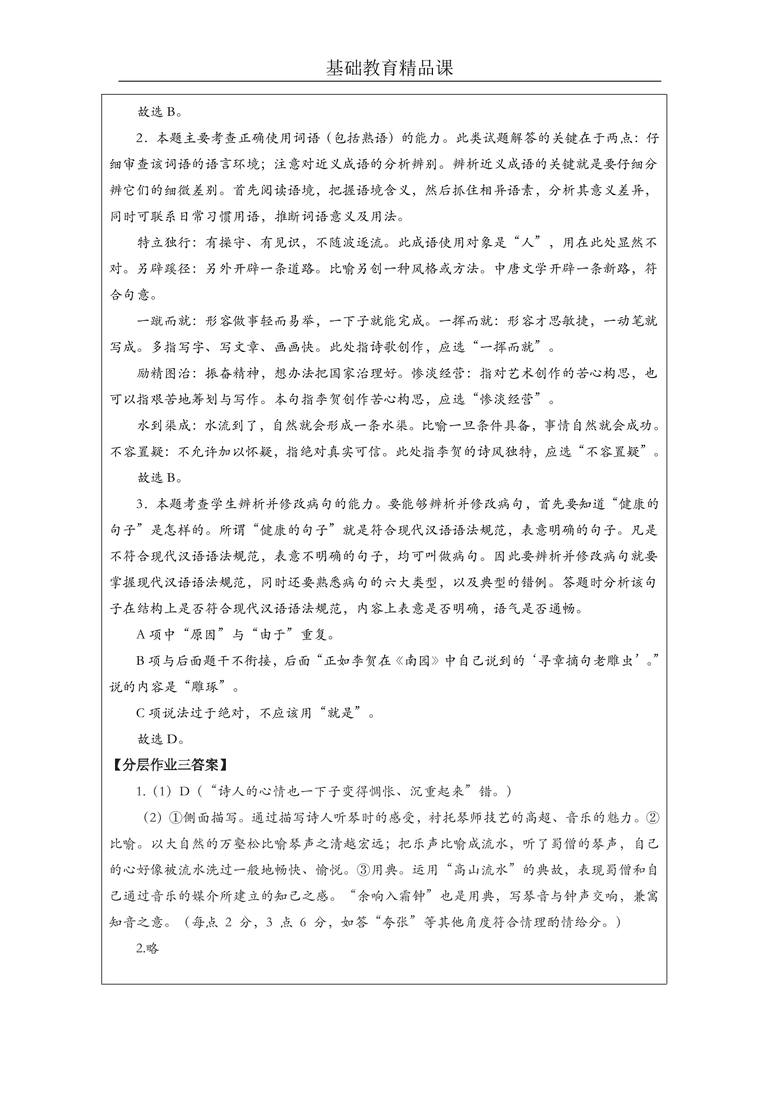 基础教育精品课
故选 B。
2．本题主要考查正确使用词语（包括熟语）的能力。此类试题解答的关键在于两点：仔
细审查该词语的语言环境；注意对近义成语的分析辨别。辨析近义成语的关键就是要仔细分
辨它们的细微差别。首先阅读语境，把握语境含义，然后抓住相异语素，分析其意义差异，
同时可联系日常习惯用语，推断词语意义及用法。
特立独行：有操守、有见识，不随波逐流。此成语使用对象是“人”，用在此处显然不
对。另辟蹊径：另外开辟一条道路。比喻另创一种风格或方法。中唐文学开辟一条新路，符
合句意。
一蹴而就：形容做事轻而易举，一下子就能完成。一挥而就：形容才思敏捷，一动笔就
写成。多指写字、写文章、画画快。此处指诗歌创作，应选“一挥而就”。
励精图治：振奋精神，想办法把国家治理好。惨淡经营：指对艺术创作的苦心构思，也
可以指艰苦地筹划与写作。本句指李贺创作苦心构思，应选“惨淡经营”。
水到渠成：水流到了，自然就会形成一条水渠。比喻一旦条件具备，事情自然就会成功。
不容置疑：不允许加以怀疑，指绝对真实可信。此处指李贺的诗风独特，应选“不容置疑”。
故选 B。
3．本题考查学生辨析并修改病句的能力。要能够辨析并修改病句，首先要知道“健康的
句子”是怎样的。所谓“健康的句子”就是符合现代汉语语法规范，表意明确的句子。凡是
不符合现代汉语语法规范，表意不明确的句子，均可叫做病句。因此要辨析并修改病句就要
掌握现代汉语语法规范，同时还要熟悉病句的六大类型，以及典型的错例。答题时分析该句
子在结构上是否符合现代汉语语法规范，内容上表意是否明确，语气是否通畅。
A 项中“原因”与“由于”重复。
B 项与后面题干不衔接，后面“正如李贺在《南园》中自己说到的‘寻章摘句老雕虫’。”
说的内容是“雕琢”。
C 项说法过于绝对，不应该用“就是”。
故选 D。
【分层作业三答案】
1.（1）D（“诗人的心情也一下子变得惆怅、沉重起来”错。）
（2）①侧面描写。通过描写诗人听琴时的感受，衬托琴师技艺的高超、音乐的魅力。②
比喻。以大自然的万壑松比喻琴声之清越宏远；把乐声比喻成流水，听了蜀僧的琴声，自己
的心好像被流水洗过一般地畅快、愉悦。③用典。运用“高山流水”的典故，表现蜀僧和自
己通过音乐的媒介所建立的知己之感。“余响入霜钟”也是用典，写琴音与钟声交响，兼寓
知音之意。（每点 2 分，3 点 6 分，如答“夸张”等其他角度符合情理酌情给分。）
2.略